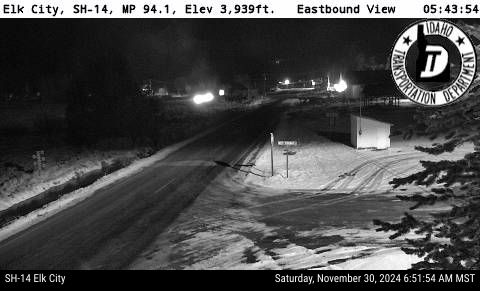 Elk City, SH-14, MP 94.1, Elev 3,939ft. Eastbound View 05:43:54
IDAHO
TRANSPORTATION DEPARTMENT
SH-14 Elk City Saturday, November 30, 2024 6:51:54 AM MST